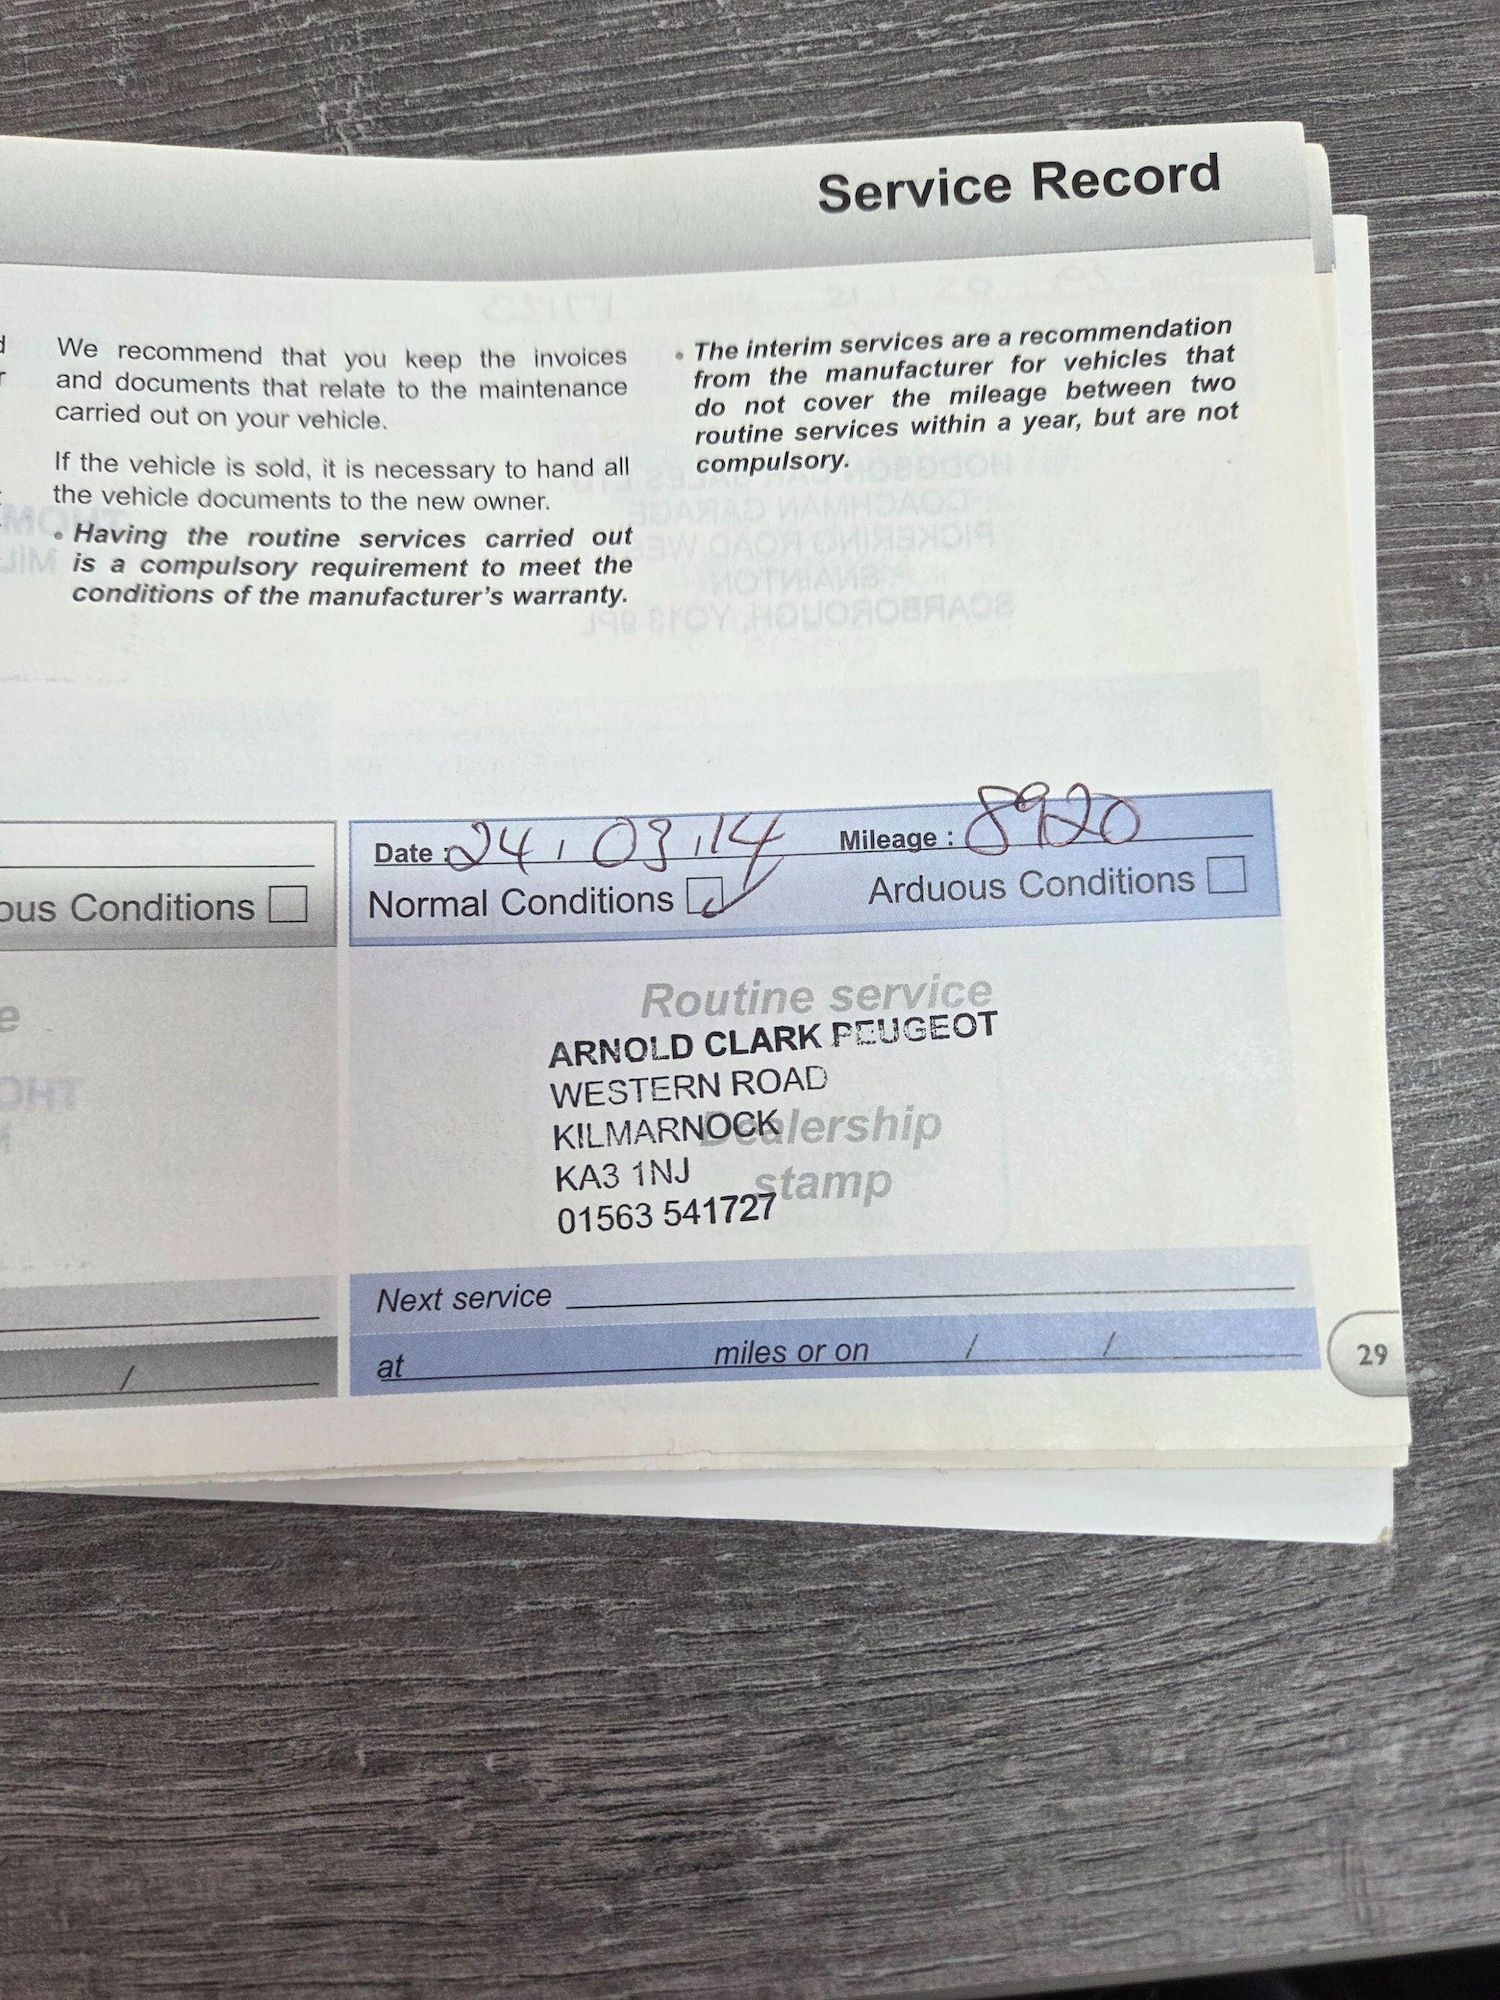 Service Record
We recommend that you keep the invoices
and documents that relate to the maintenance
carried out on your vehicle.
If the vehicle is sold, it is necessary to hand all
the vehicle documents to the new owner.
• Having the routine services carried out
is a compulsory requirement to meet the
conditions of the manufacturer's warranty.
• The interim services are a recommendation
from the manufacturer for vehicles that
do not cover the mileage between two
routine services within a year, but are not
compulsory.
ous Conditions
Date : 24 / 03 / 14 Mileage : 8920
Normal Conditions Arduous Conditions
Routine service
Dealership
stamp
ARNOLD CLARK PEUGEOT
WESTERN ROAD
KILMARNOCK
KA3 1NJ
01563 541727
Next service
at miles or on / /
29